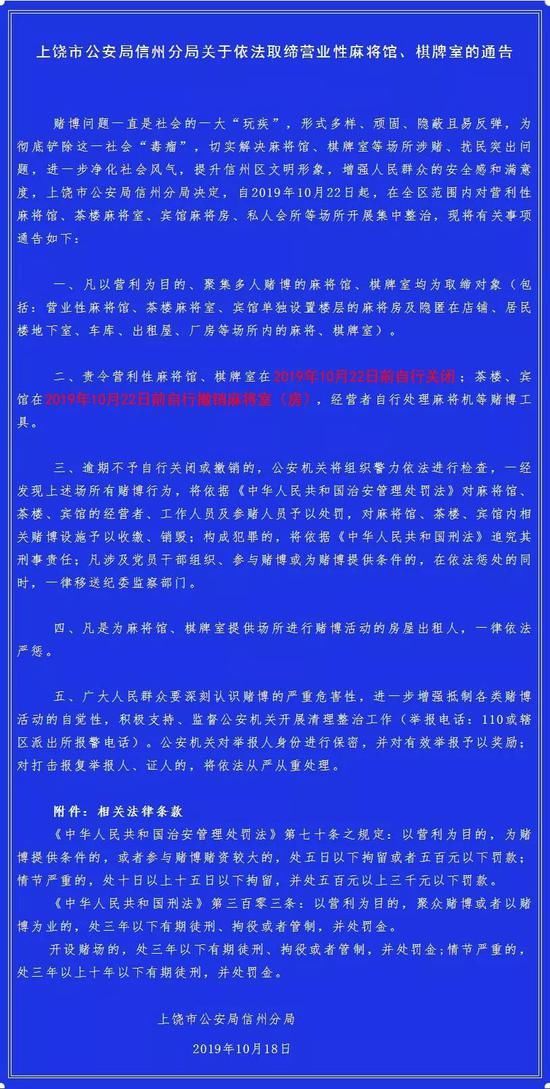 上饶市公安局信州分局关于依法取缔营业性麻将馆、棋牌室的通告
赌博问题一直是社会的一大“玩疾”，形式多样、顽固、隐蔽且易反弹，为
彻底铲除这一社会“毒瘤”，切实解决麻将馆、棋牌室等场所涉赌、扰民突出问
题，进一步净化社会风气，提升信州区文明形象，增强人民群众的安全感和满意
度，上饶市公安局信州分局决定，自2019年10月22日起，在全区范围内对营利性
麻将馆、茶楼麻将室、宾馆麻将房、私人会所等场所开展集中整治，现将有关事项
通告如下：
一、凡以营利为目的、聚集多人赌博的麻将馆、棋牌室均为取缔对象（包
括：营业性麻将馆、茶楼麻将室、宾馆单独设置楼层的麻将房及隐匿在店铺、居民
楼地下室、车库、出租屋、厂房等场所内的麻将、棋牌室）。
二、责令营利性麻将馆、棋牌室在2019年10月22日前自行关闭；茶楼、宾
馆在2019年10月22日前自行撤销麻将室（房），经营者自行处理麻将机等赌博工
具。
三、逾期不予自行关闭或撤销的，公安机关将组织警力依法进行检查，一经
发现上述场所有赌博行为，将依据《中华人民共和国治安管理处罚法》对麻将馆、
茶楼、宾馆的经营者、工作人员及参赌人员予以处罚，对麻将馆、茶楼、宾馆内相
关赌博设施予以收缴、销毁；构成犯罪的，将依据《中华人民共和国刑法》追究其
刑事责任；凡涉及党员干部组织、参与赌博或为赌博提供条件的，在依法惩处的同
时，一律移送纪委监察部门。
四、凡是为麻将馆、棋牌室提供场所进行赌博活动的房屋出租人，一律依法
严惩。
五、广大人民群众要深刻认识赌博的严重危害性，进一步增强抵制各类赌博
活动的自觉性，积极支持、监督公安机关开展清理整治工作（举报电话：110或辖
区派出所报警电话）。公安机关对举报人身份进行保密，并对有效举报予以奖励；
对打击报复举报人、证人的，将依法从严从重处理。
附件：相关法律条款
《中华人民共和国治安管理处罚法》第七十条之规定：以营利为目的，为赌
博提供条件的，或者参与赌博赌资较大的，处五日以下拘留或者五百元以下罚款；
情节严重的，处十日以上十五日以下拘留，并处五百元以上三千元以下罚款。
《中华人民共和国刑法》第三百零三条：以营利为目的，聚众赌博或者以赌
博为业的，处三年以下有期徒刑、拘役或者管制，并处罚金。
开设赌场的，处三年以下有期徒刑、拘役或者管制，并处罚金;情节严重的，
处三年以上十年以下有期徒刑，并处罚金。
上饶市公安局信州分局
2019年10月18日